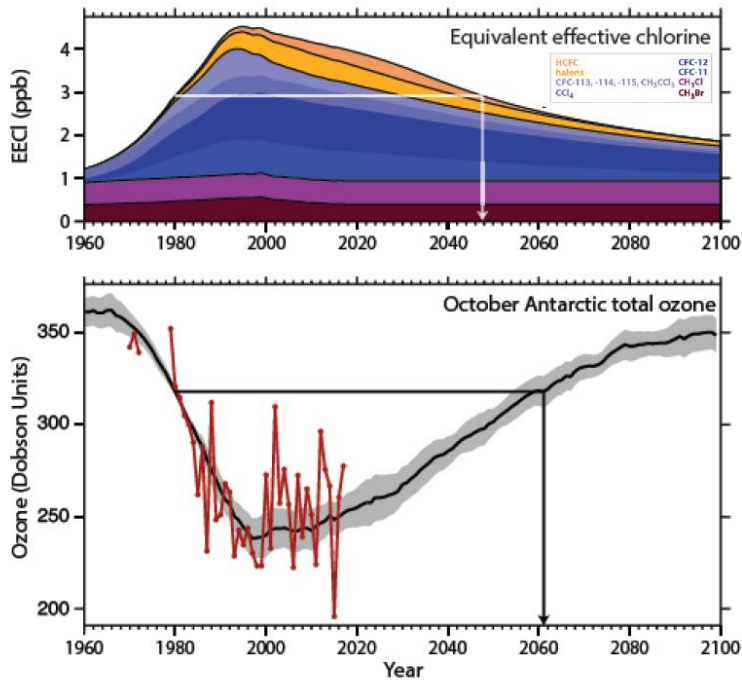 Equivalent effective chlorine
HCFC CFC-12
halons CFC-11
CFC-113, -114, -115, CH₃CCl₃ CH₃Cl
CCl₄ CH₃Br
EECl (ppb)
4
3
2
1
0
1960 1980 2000 2020 2040 2060 2080 2100
October Antarctic total ozone
Ozone (Dobson Units)
350
300
250
200
1960 1980 2000 2020 2040 2060 2080 2100
Year